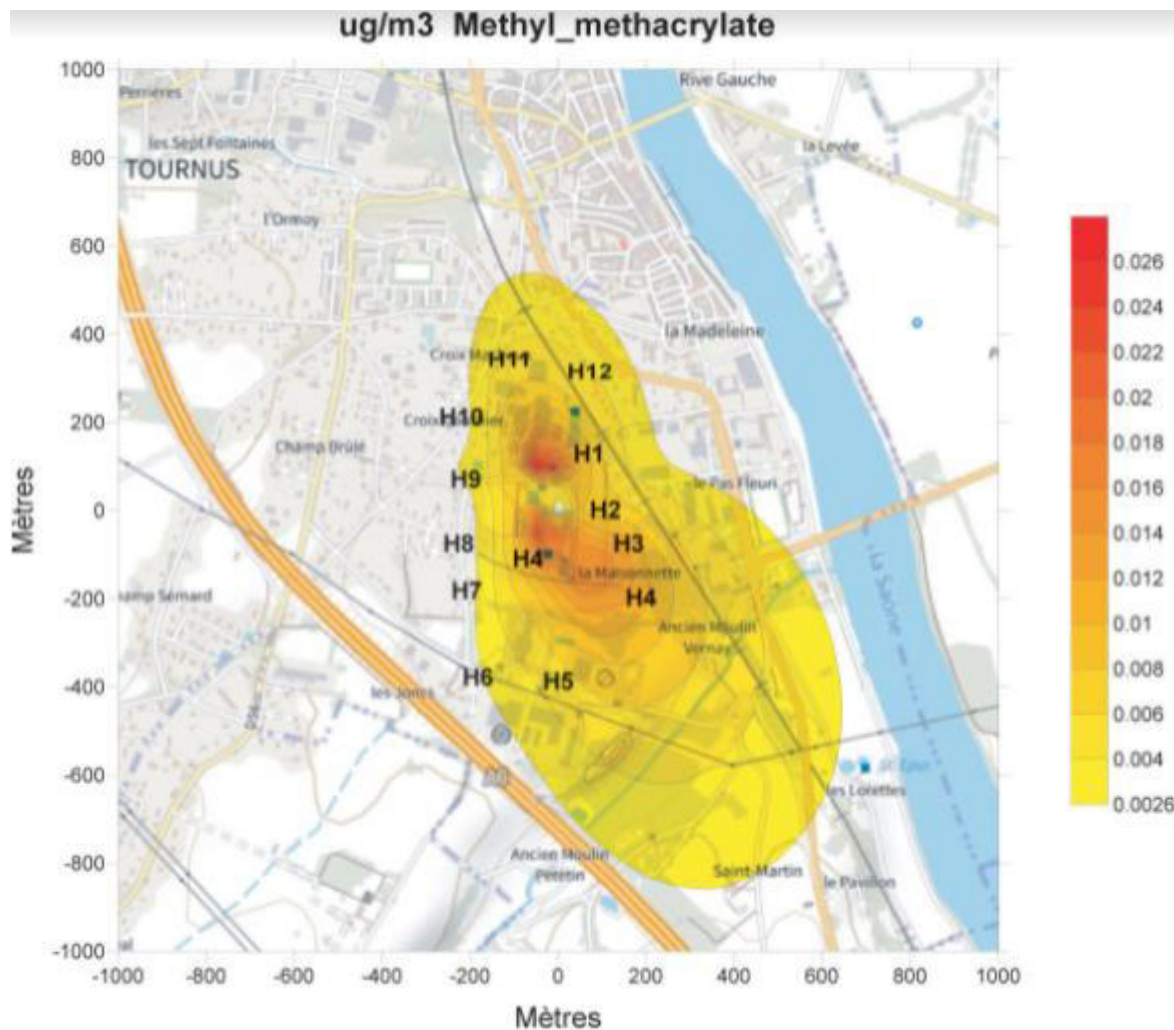 ug/m3 Methyl_methacrylate
1000
800
600
400
200
0
-200
-400
-600
-800
-1000
-1000
-800
-600
-400
-200
0
200
400
600
800
1000
Mètres
Mètres
Perrières
Rive Gauche
les Sept Fontaines
la Levée
TOURNUS
l'Ormoy
la Madeleine
H11
H12
H10
Champ Brûlé
H1
H9
le Pas Fleuri
H2
H8
H3
H4*
la Maisonnette
H7
H4
Ancien Moulin
Vernay
H6
H5
les Joncs
La Saône
A6
les Lorettes
Ancien Moulin
Saint-Martin
le Pavillon
0.026
0.024
0.022
0.02
0.018
0.016
0.014
0.012
0.01
0.008
0.006
0.004
0.0026